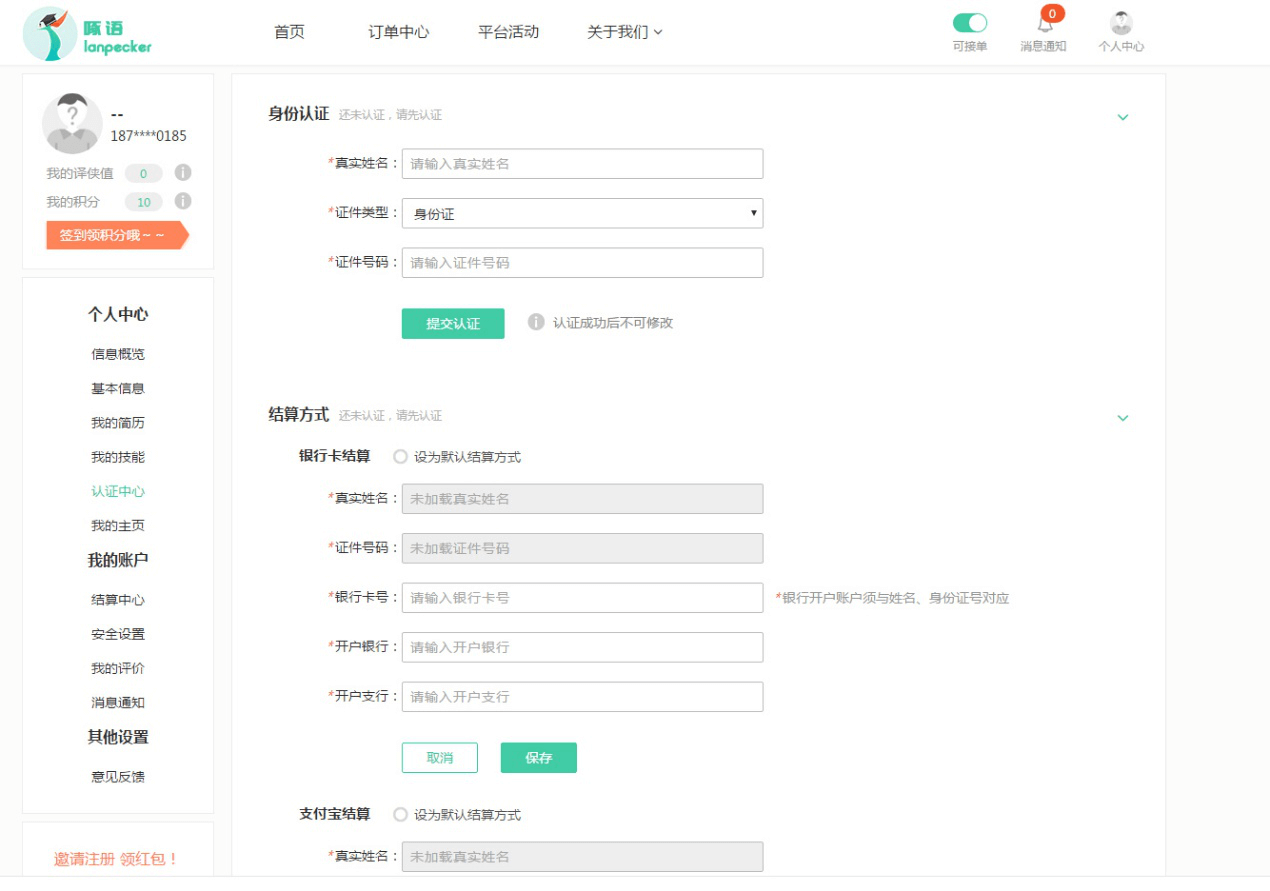 啄语
lanpecker
首页 订单中心 平台活动 关于我们
可接单
0
消息通知
个人中心
--
187****0185
我的译侠值 0
我的积分 10
签到领积分哦~ ~
个人中心
信息概览
基本信息
我的简历
我的技能
认证中心
我的主页
我的账户
结算中心
安全设置
我的评价
消息通知
其他设置
意见反馈
邀请注册 领红包！
身份认证 还未认证，请先认证
*真实姓名： 请输入真实姓名
*证件类型： 身份证
*证件号码： 请输入证件号码
提交认证 认证成功后不可修改
结算方式 还未认证，请先认证
银行卡结算 设为默认结算方式
*真实姓名： 未加载真实姓名
*证件号码： 未加载证件号码
*银行卡号： 请输入银行卡号 *银行开户账户须与姓名、身份证号对应
*开户银行： 请输入开户银行
*开户支行： 请输入开户支行
取消 保存
支付宝结算 设为默认结算方式
*真实姓名： 未加载真实姓名